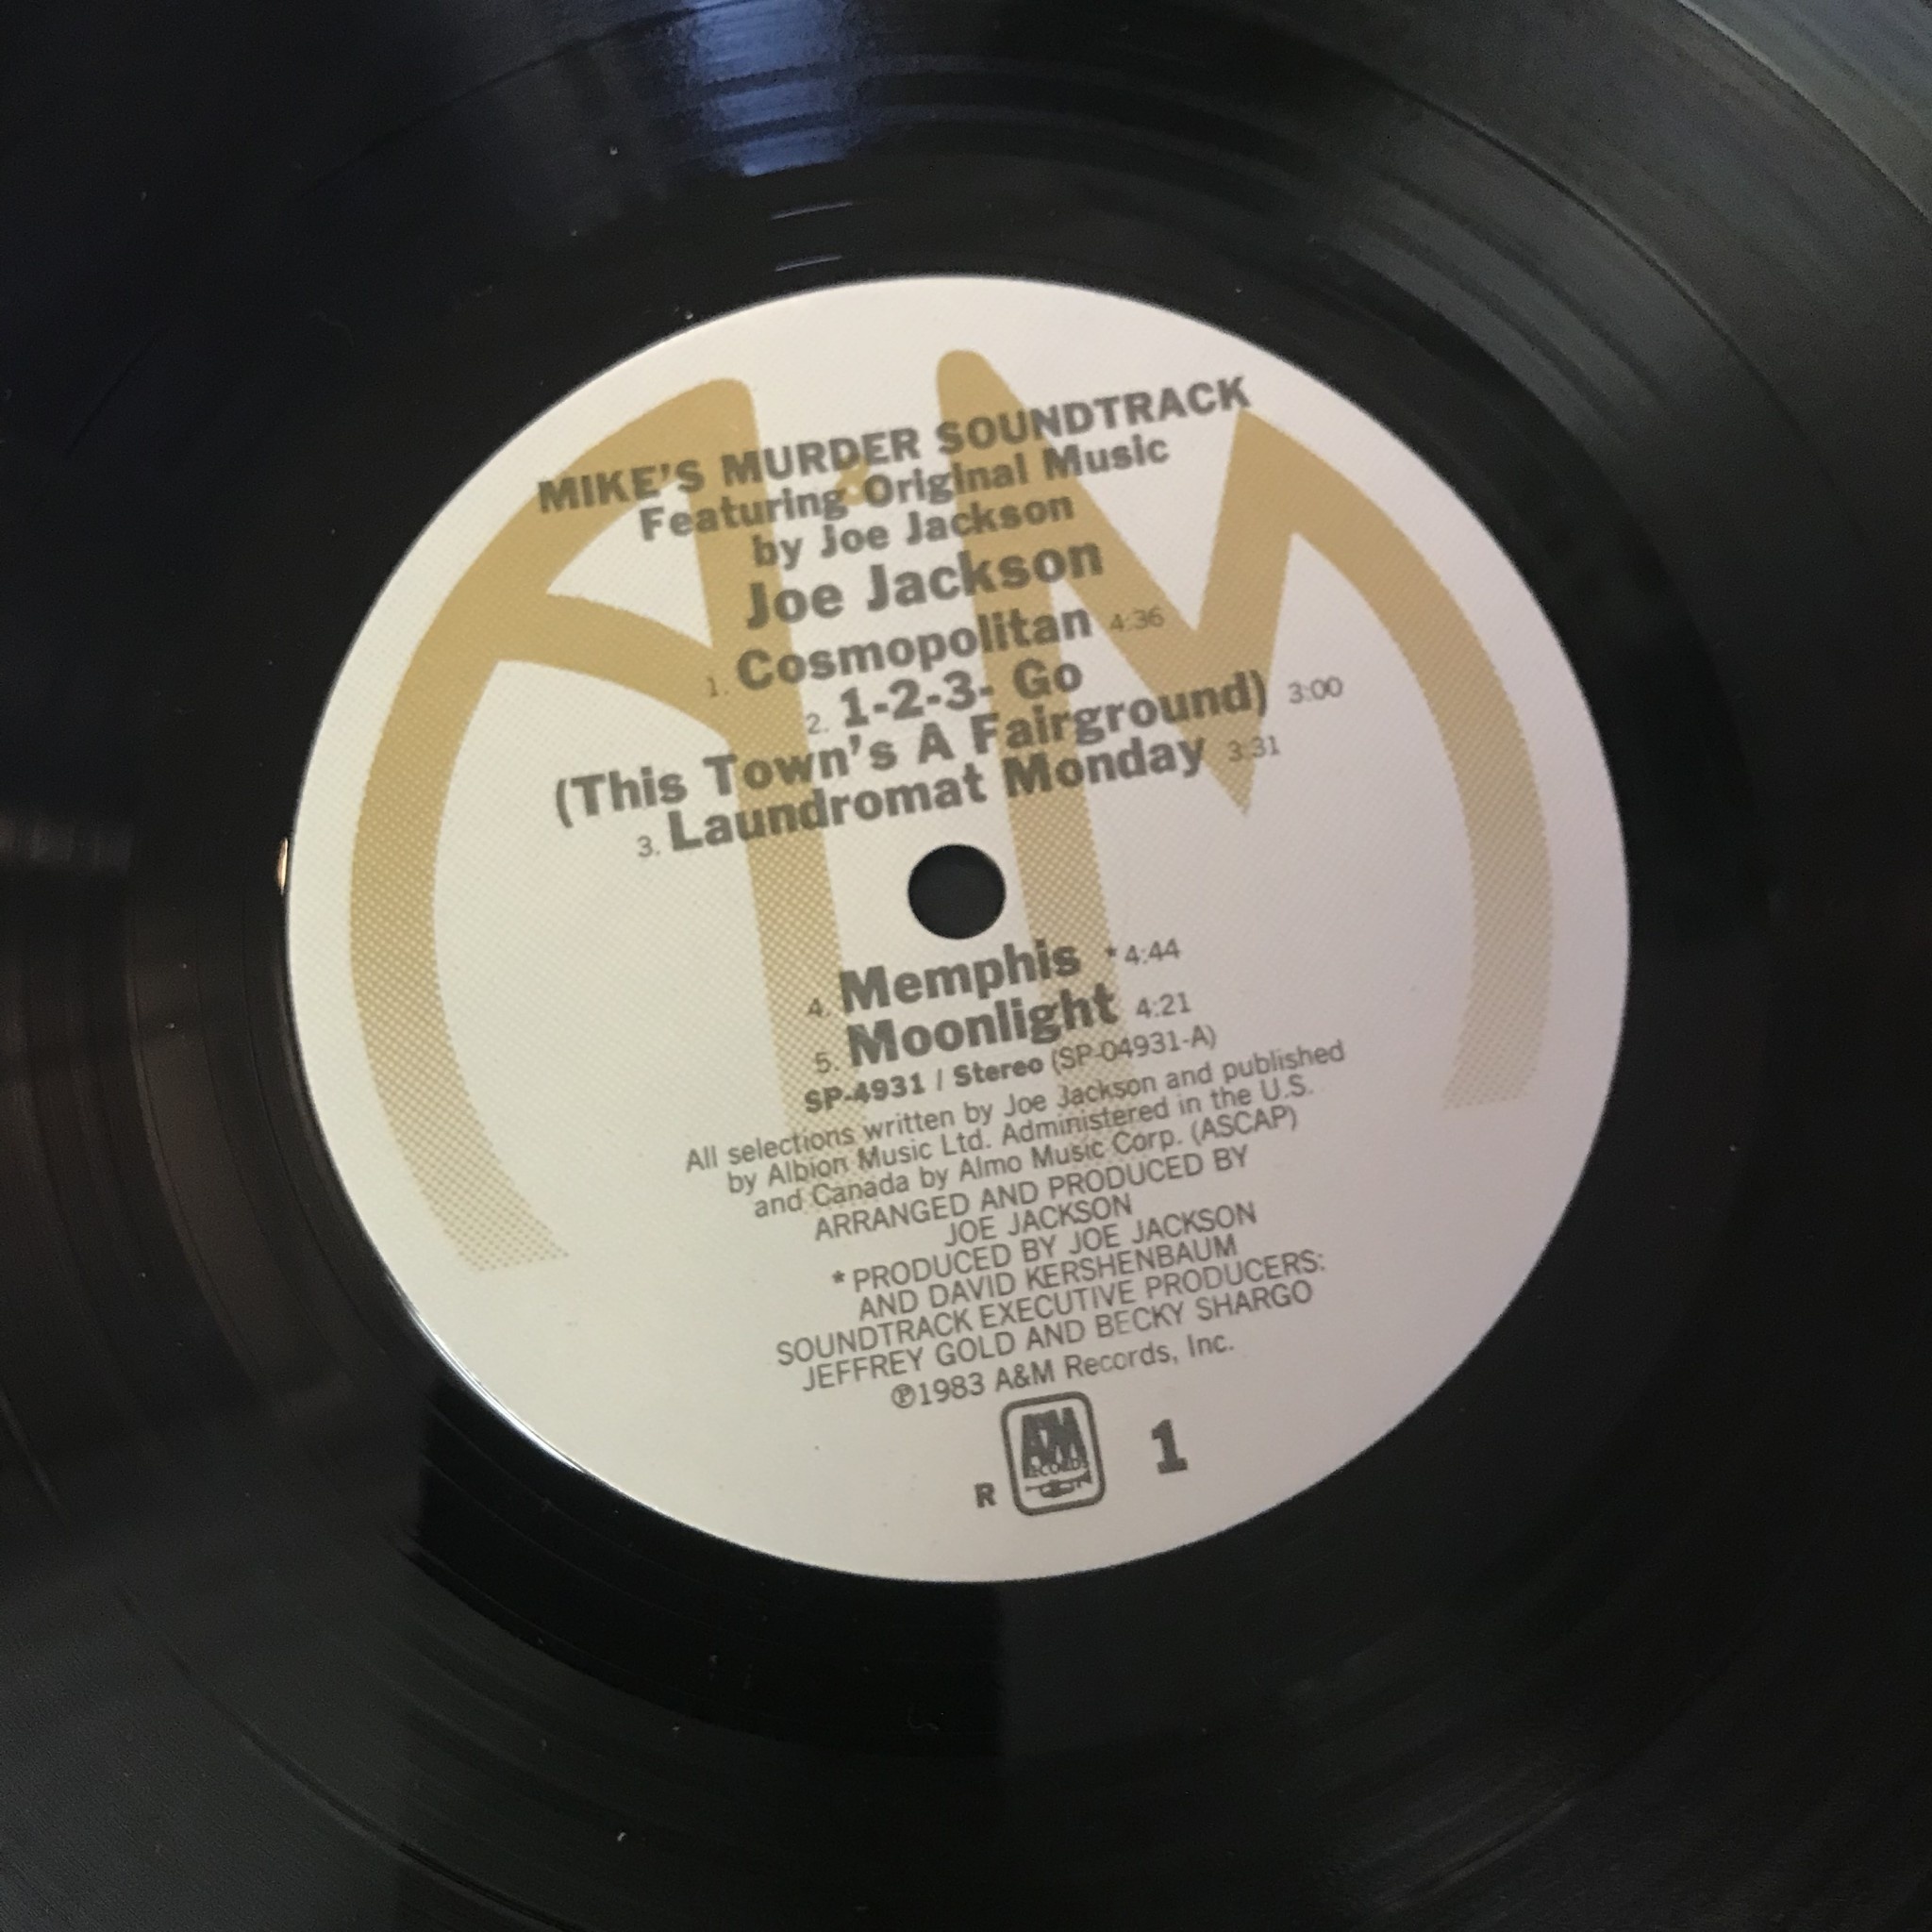 MIKE'S MURDER SOUNDTRACK
Featuring Original Music
by Joe Jackson
Joe Jackson
1. Cosmopolitan 4:36
2. 1-2-3- Go
(This Town's A Fairground) 3:00
3. Laundromat Monday 3:31
4. Memphis *4:44
5. Moonlight 4:21
SP-4931 / Stereo (SP-04931-A)
All selections written by Joe Jackson and published
by Albion Music Ltd. Administered in the U.S.
and Canada by Almo Music Corp. (ASCAP)
ARRANGED AND PRODUCED BY
JOE JACKSON
*PRODUCED BY JOE JACKSON
AND DAVID KERSHENBAUM
SOUNDTRACK EXECUTIVE PRODUCERS:
JEFFREY GOLD AND BECKY SHARGO
℗1983 A&M Records, Inc.
A&M
RECORDS
R 1